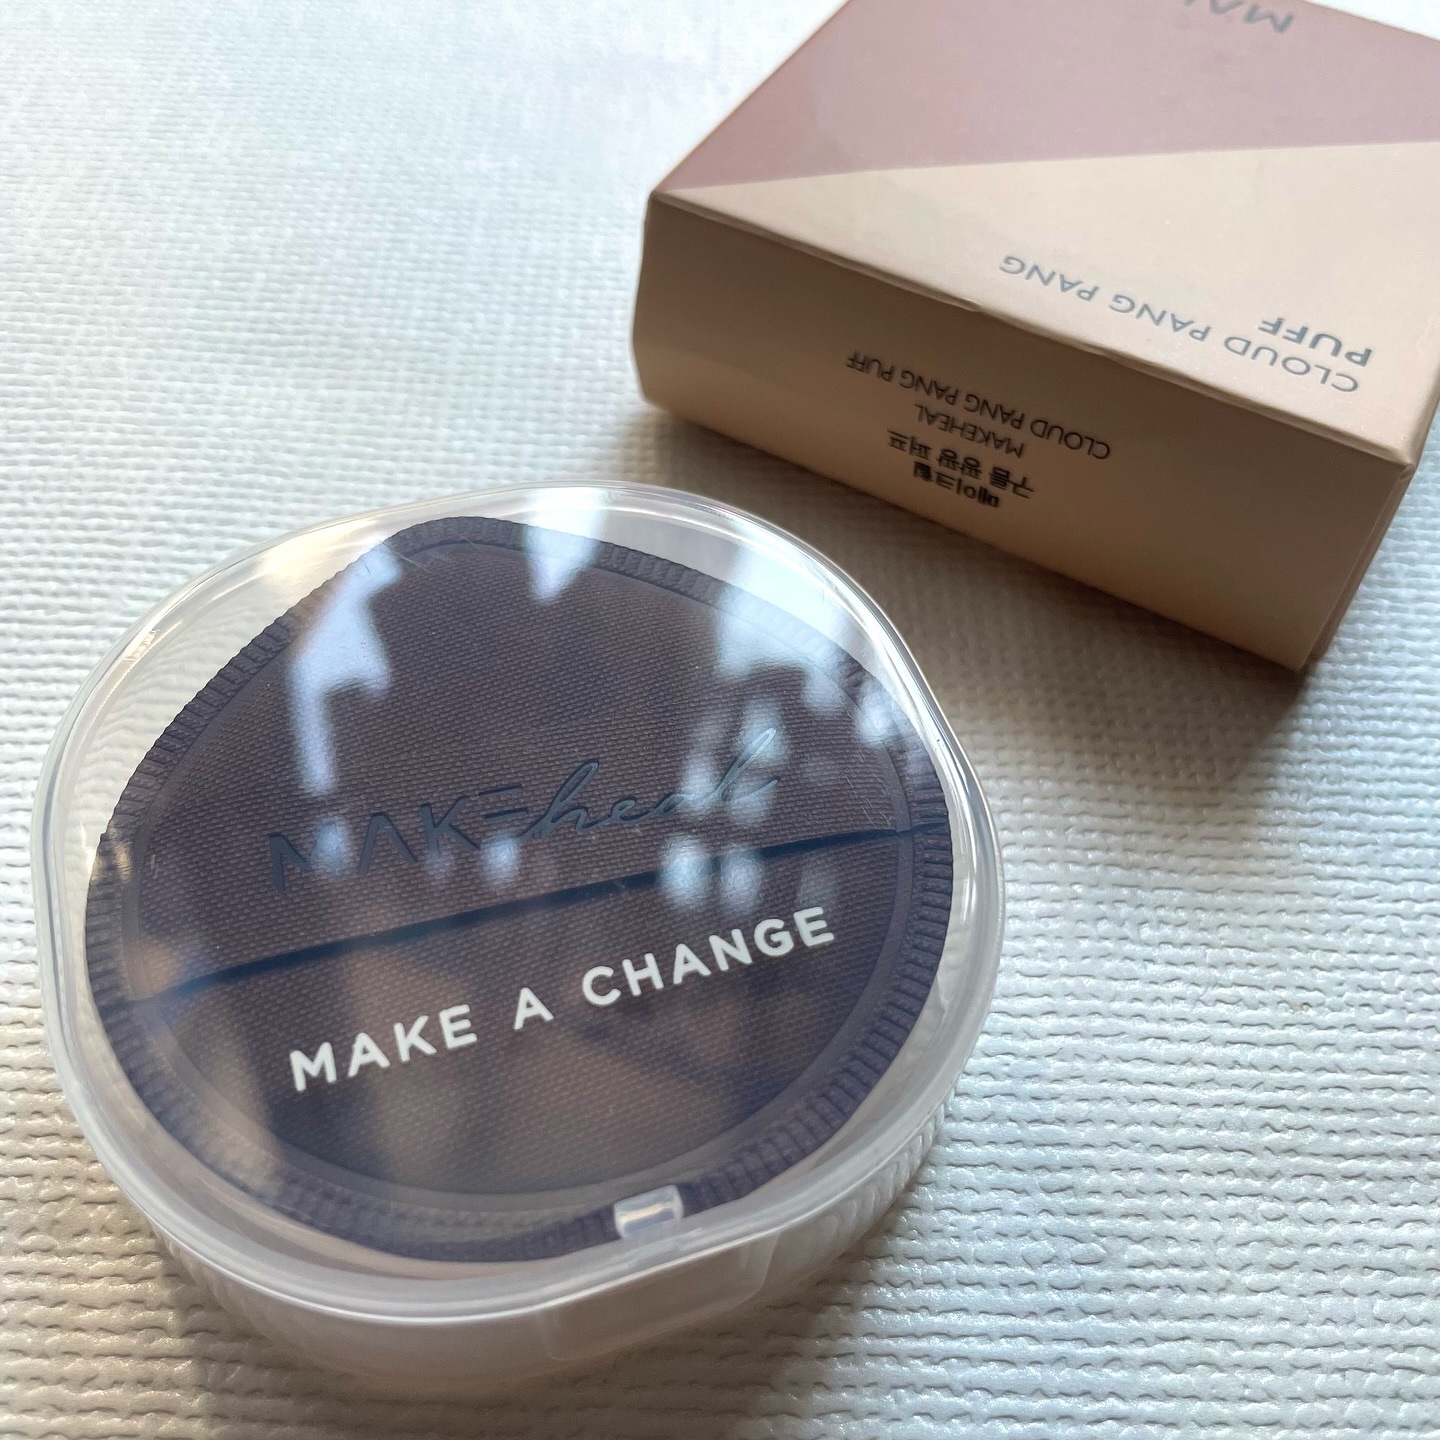 MAKEheal
MAKE A CHANGE
CLOUD PANG PANG
PUFF
메이크힐
구름 팡팡 퍼프
MAKEHEAL
CLOUD PANG PANG PUFF